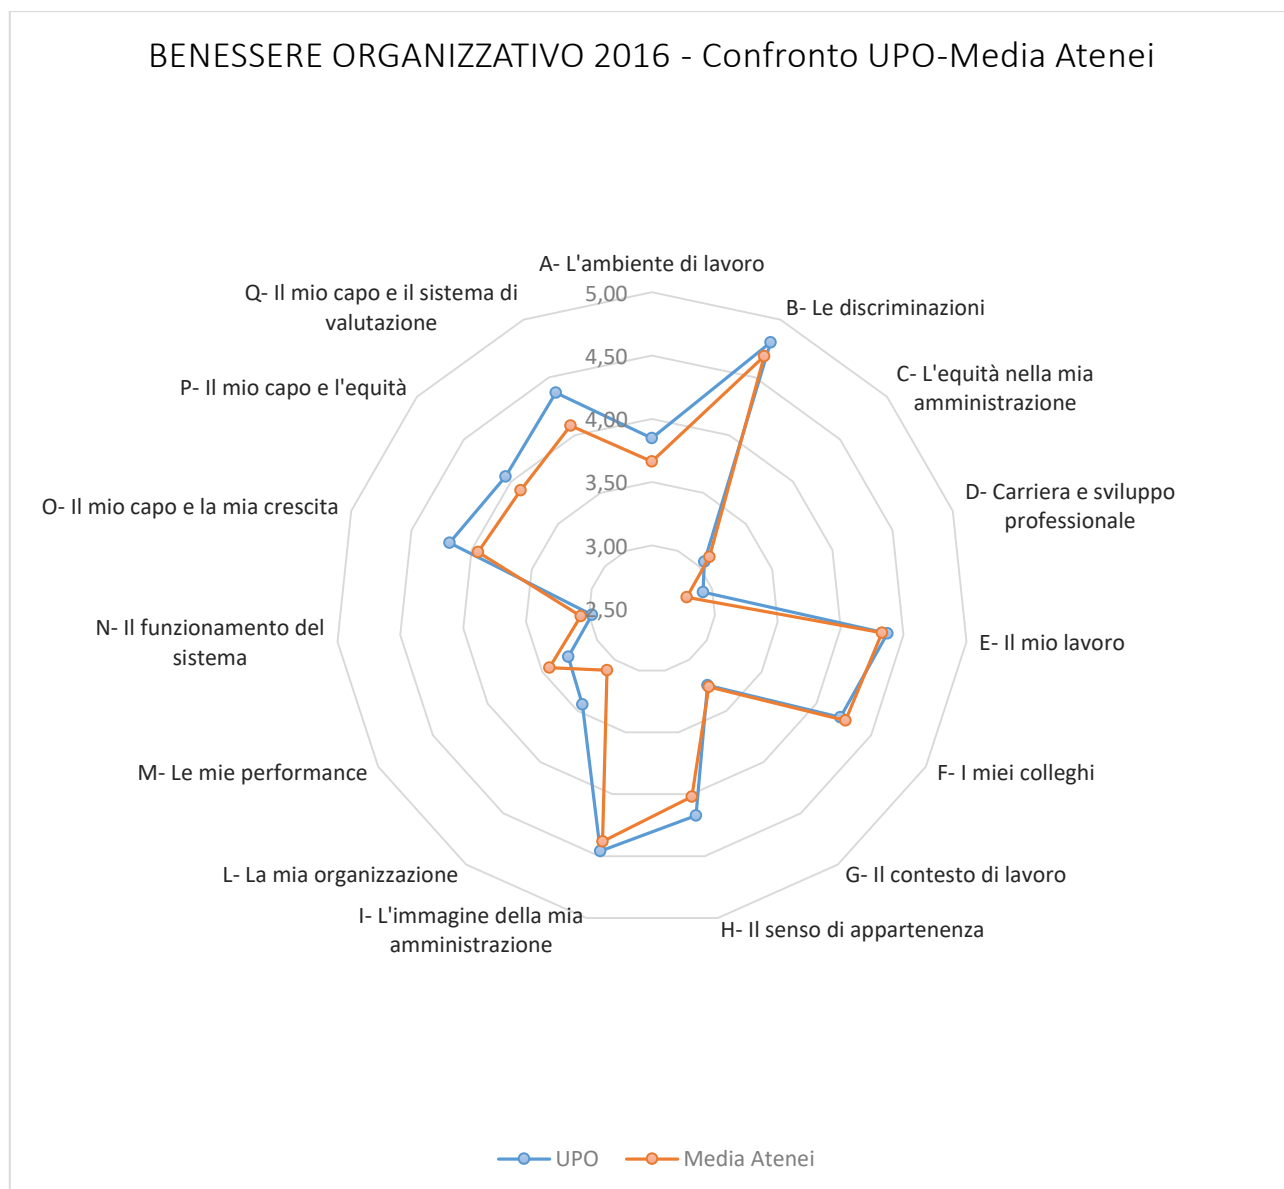 BENESSERE ORGANIZZATIVO 2016 - Confronto UPO-Media Atenei
A- L'ambiente di lavoro
B- Le discriminazioni
C- L'equità nella mia
amministrazione
D- Carriera e sviluppo
professionale
E- Il mio lavoro
F- I miei colleghi
G- Il contesto di lavoro
H- Il senso di appartenenza
I- L'immagine della mia
amministrazione
L- La mia organizzazione
M- Le mie performance
N- Il funzionamento del
sistema
O- Il mio capo e la mia crescita
P- Il mio capo e l'equità
Q- Il mio capo e il sistema di
valutazione
5,00
4,50
4,00
3,50
3,00
2,50
UPO
Media Atenei